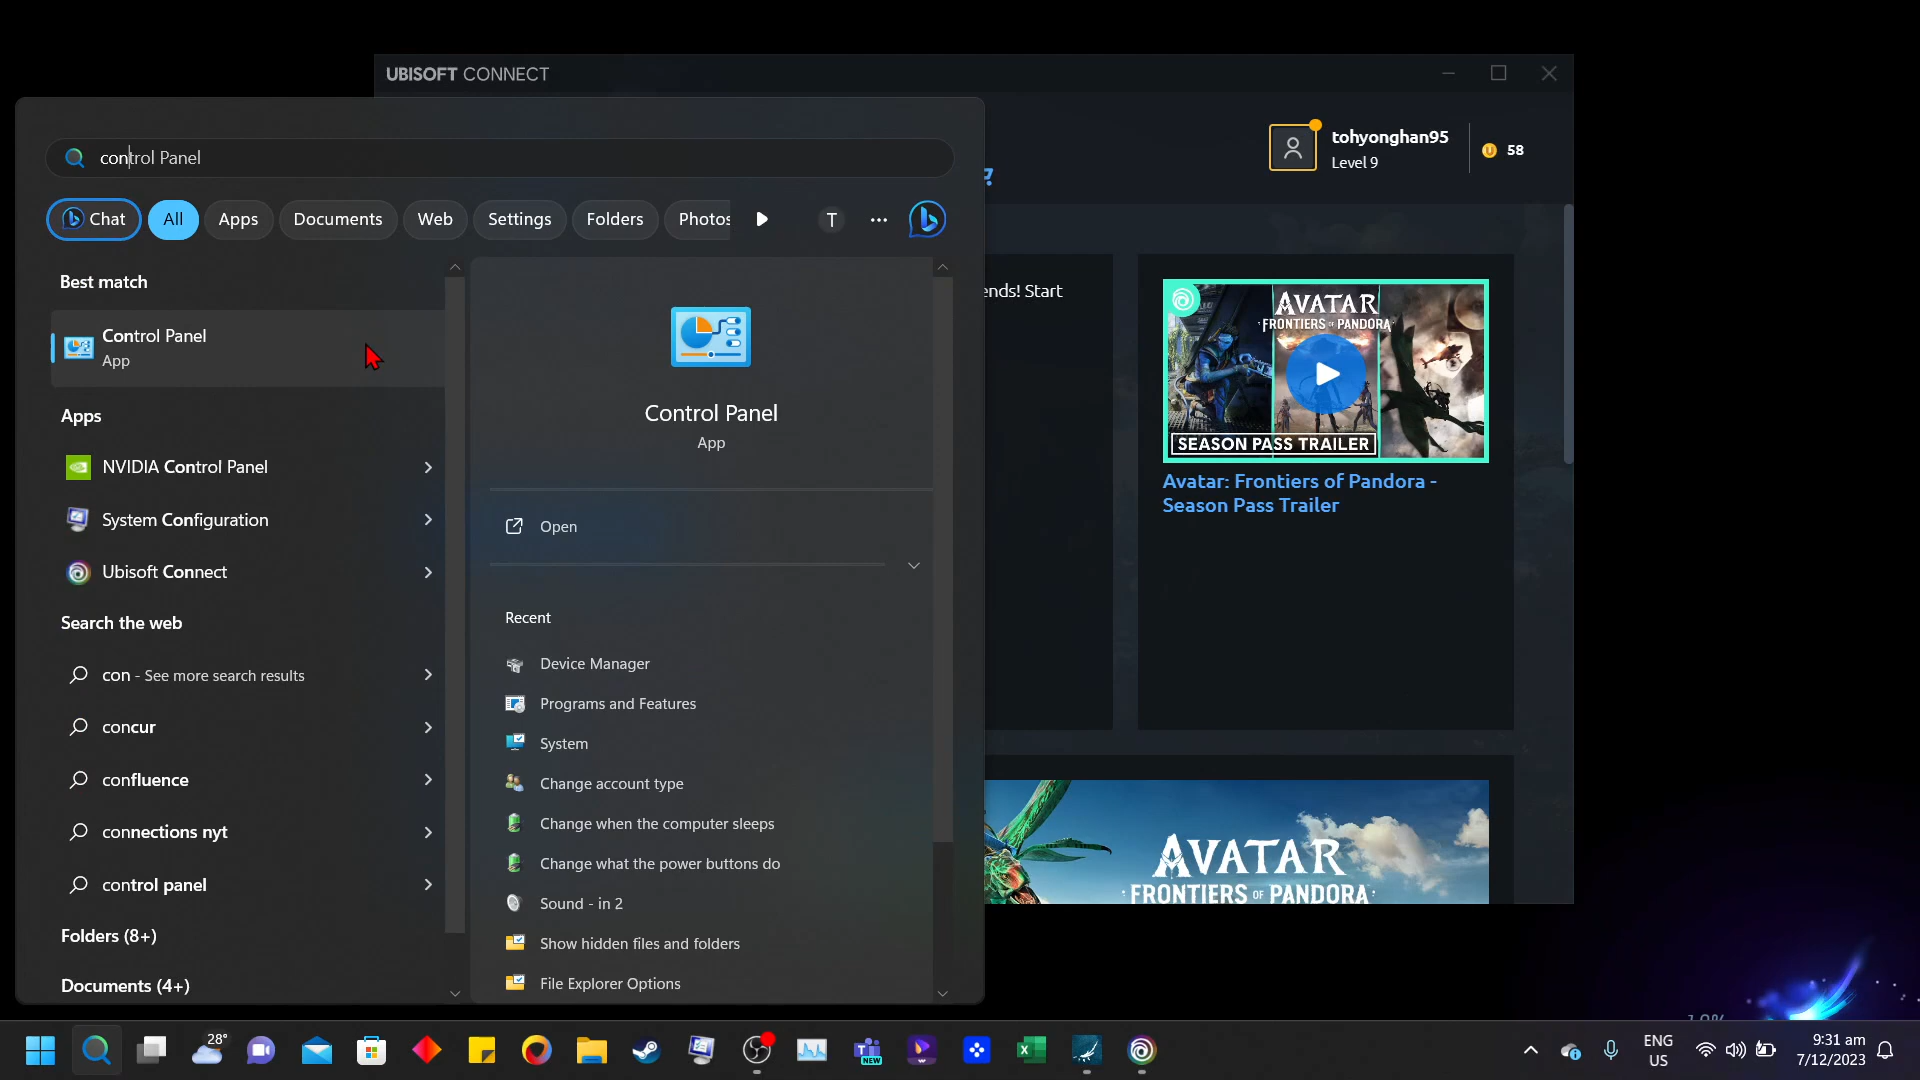 UBISOFT CONNECT
tohyonghan95
Level 9
58
control Panel
Chat
All
Apps
Documents
Web
Settings
Folders
Photos
T
Best match
Control Panel
App
Apps
NVIDIA Control Panel
System Configuration
Ubisoft Connect
Search the web
con - See more search results
concur
confluence
connections nyt
control panel
Folders (8+)
Documents (4+)
Control Panel
App
Open
Recent
Device Manager
Programs and Features
System
Change account type
Change when the computer sleeps
Change what the power buttons do
Sound - in 2
Show hidden files and folders
File Explorer Options
ends! Start
AVATAR
FRONTIERS OF PANDORA
SEASON PASS TRAILER
Avatar: Frontiers of Pandora -
Season Pass Trailer
AVATAR
FRONTIERS OF PANDORA
28°
NEW
ENG
US
9:31 am
7/12/2023